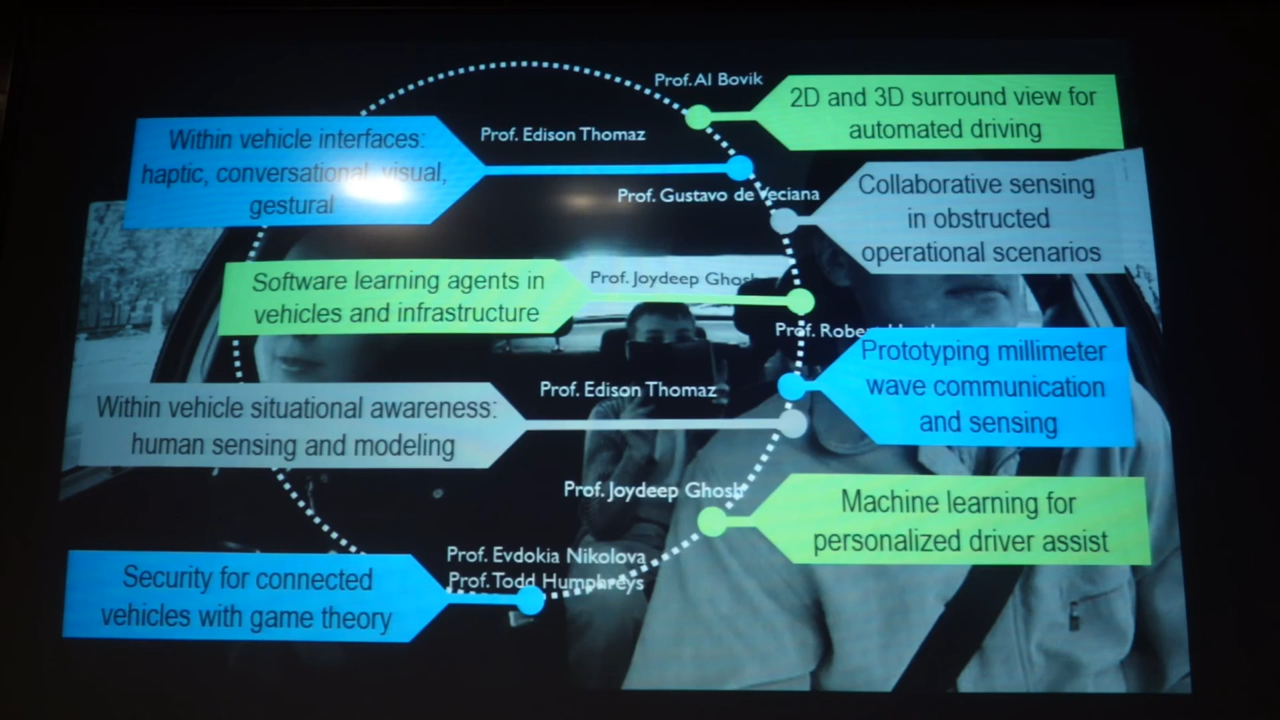 Prof. Al Bovik
2D and 3D surround view for
automated driving
Within vehicle interfaces:
haptic, conversational, visual,
gestural
Prof. Edison Thomaz
Prof. Gustavo de Veciana
Collaborative sensing
in obstructed
operational scenarios
Software learning agents in
vehicles and infrastructure
Prof. Joydeep Ghosh
Prof. Robert
Prototyping millimeter
wave communication
and sensing
Within vehicle situational awareness:
human sensing and modeling
Prof. Edison Thomaz
Prof. Joydeep Ghosh
Machine learning for
personalized driver assist
Security for connected
vehicles with game theory
Prof. Evdokia Nikolova
Prof. Todd Humphreys